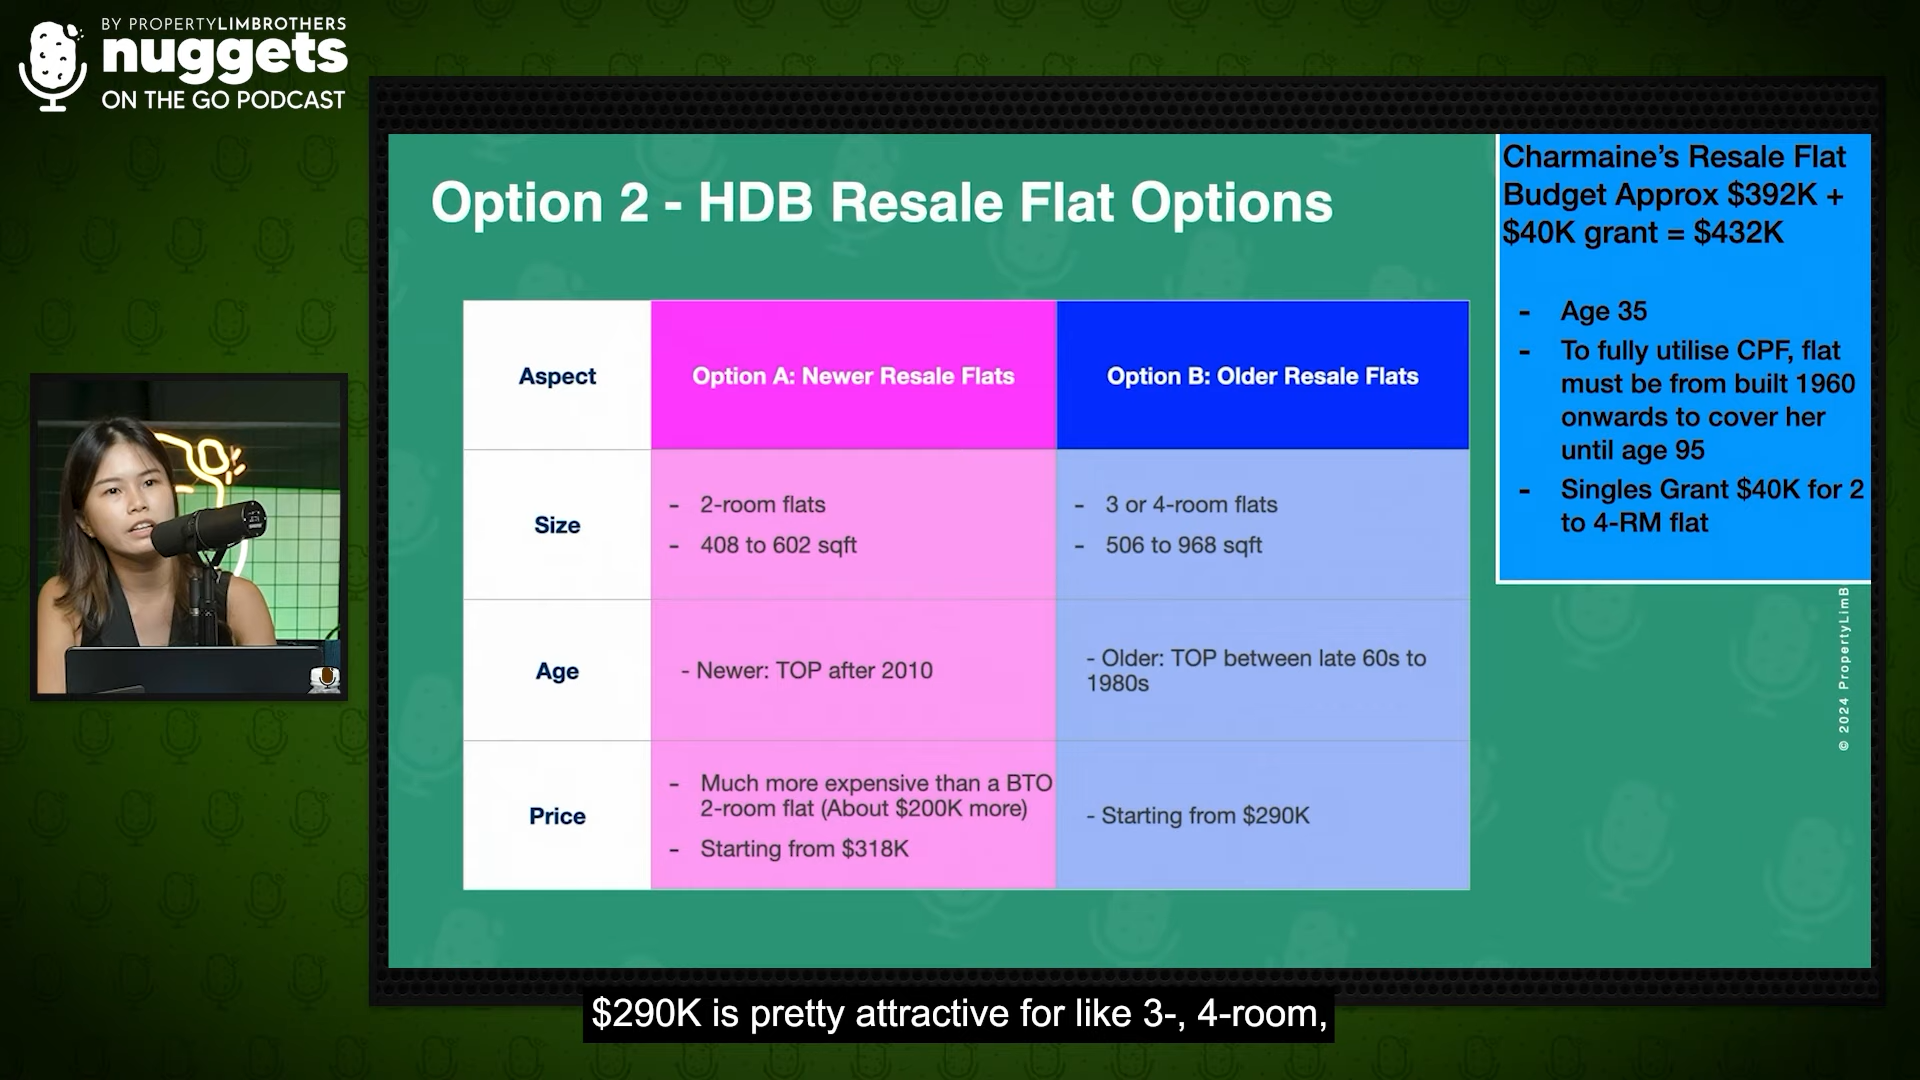 BY PROPERTYLIMBROTHERS
nuggets
ON THE GO PODCAST
Option 2 - HDB Resale Flat Options
Charmaine's Resale Flat
Budget Approx $392K +
$40K grant = $432K
- Age 35
- To fully utilise CPF, flat
must be from built 1960
onwards to cover her
until age 95
- Singles Grant $40K for 2
to 4-RM flat
Aspect
Option A: Newer Resale Flats
Option B: Older Resale Flats
Size
- 2-room flats
- 408 to 602 sqft
- 3 or 4-room flats
- 506 to 968 sqft
Age
- Newer: TOP after 2010
- Older: TOP between late 60s to
1980s
Price
- Much more expensive than a BTO
2-room flat (About $200K more)
- Starting from $318K
- Starting from $290K
© 2024 PropertyLimB
$290K is pretty attractive for like 3-, 4-room,